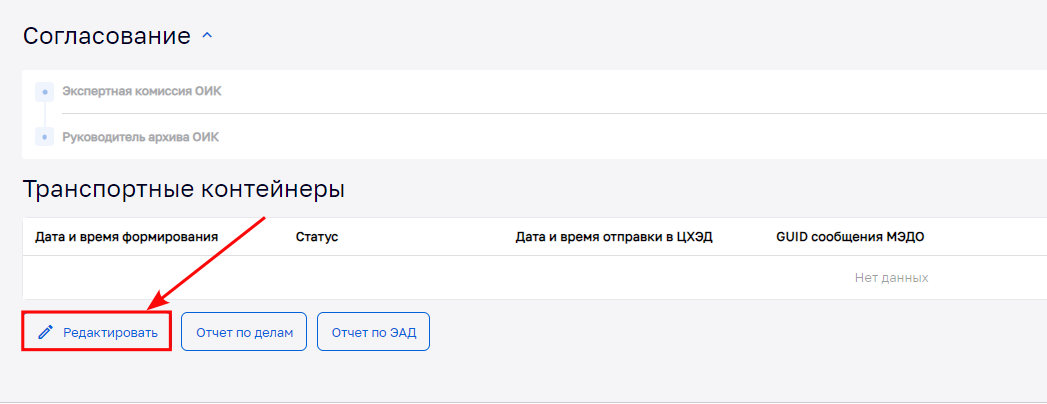 Согласование
Экспертная комиссия ОИК
Руководитель архива ОИК
Транспортные контейнеры
Дата и время формирования Статус Дата и время отправки в ЦХЭД GUID сообщения МЭДО
Нет данных
Редактировать Отчет по делам Отчет по ЭАД